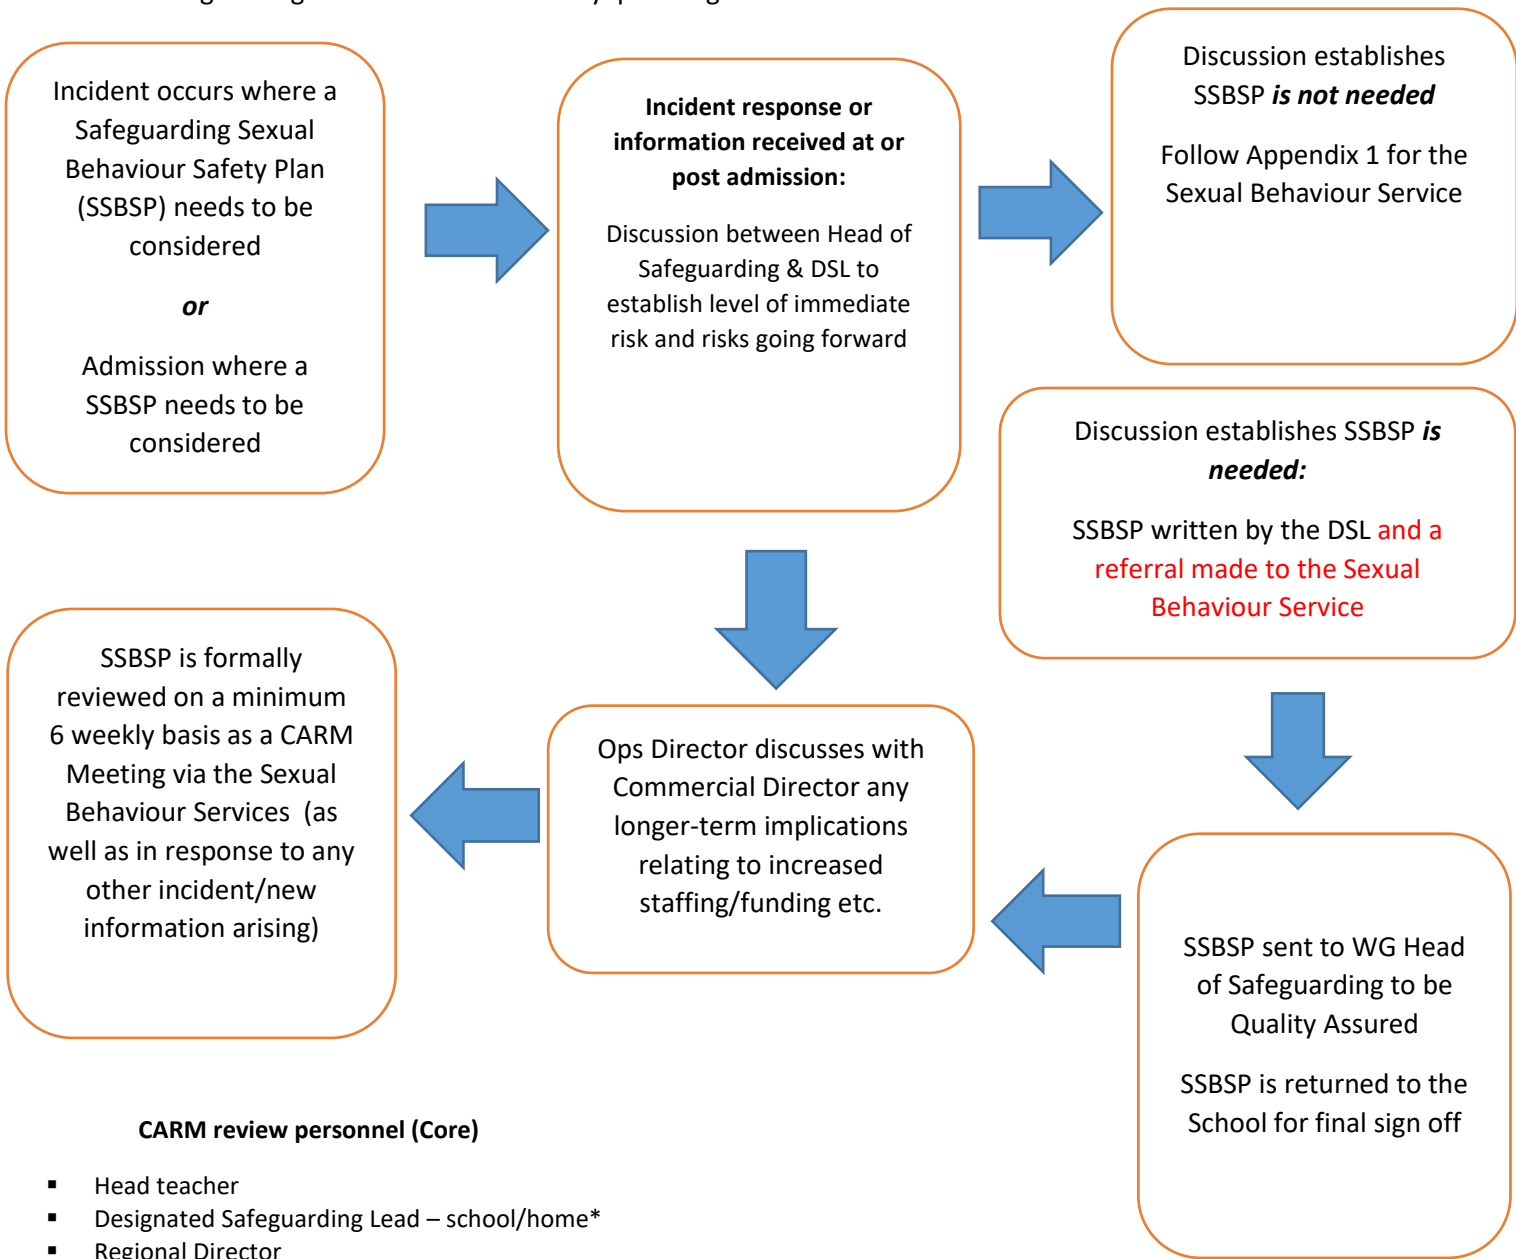 Incident occurs where a
Safeguarding Sexual
Behaviour Safety Plan
(SSBSP) needs to be
considered
or
Admission where a
SSBSP needs to be
considered
Incident response or
information received at or
post admission:
Discussion between Head of
Safeguarding & DSL to
establish level of immediate
risk and risks going forward
Discussion establishes
SSBSP is not needed
Follow Appendix 1 for the
Sexual Behaviour Service
Discussion establishes SSBSP is
needed:
SSBSP written by the DSL and a
referral made to the Sexual
Behaviour Service
SSBSP is formally
reviewed on a minimum
6 weekly basis as a CARM
Meeting via the Sexual
Behaviour Services (as
well as in response to any
other incident/new
information arising)
Ops Director discusses with
Commercial Director any
longer-term implications
relating to increased
staffing/funding etc.
SSBSP sent to WG Head
of Safeguarding to be
Quality Assured
SSBSP is returned to the
School for final sign off
CARM review personnel (Core)
▪ Head teacher
▪ Designated Safeguarding Lead – school/home*
▪ Regional Director